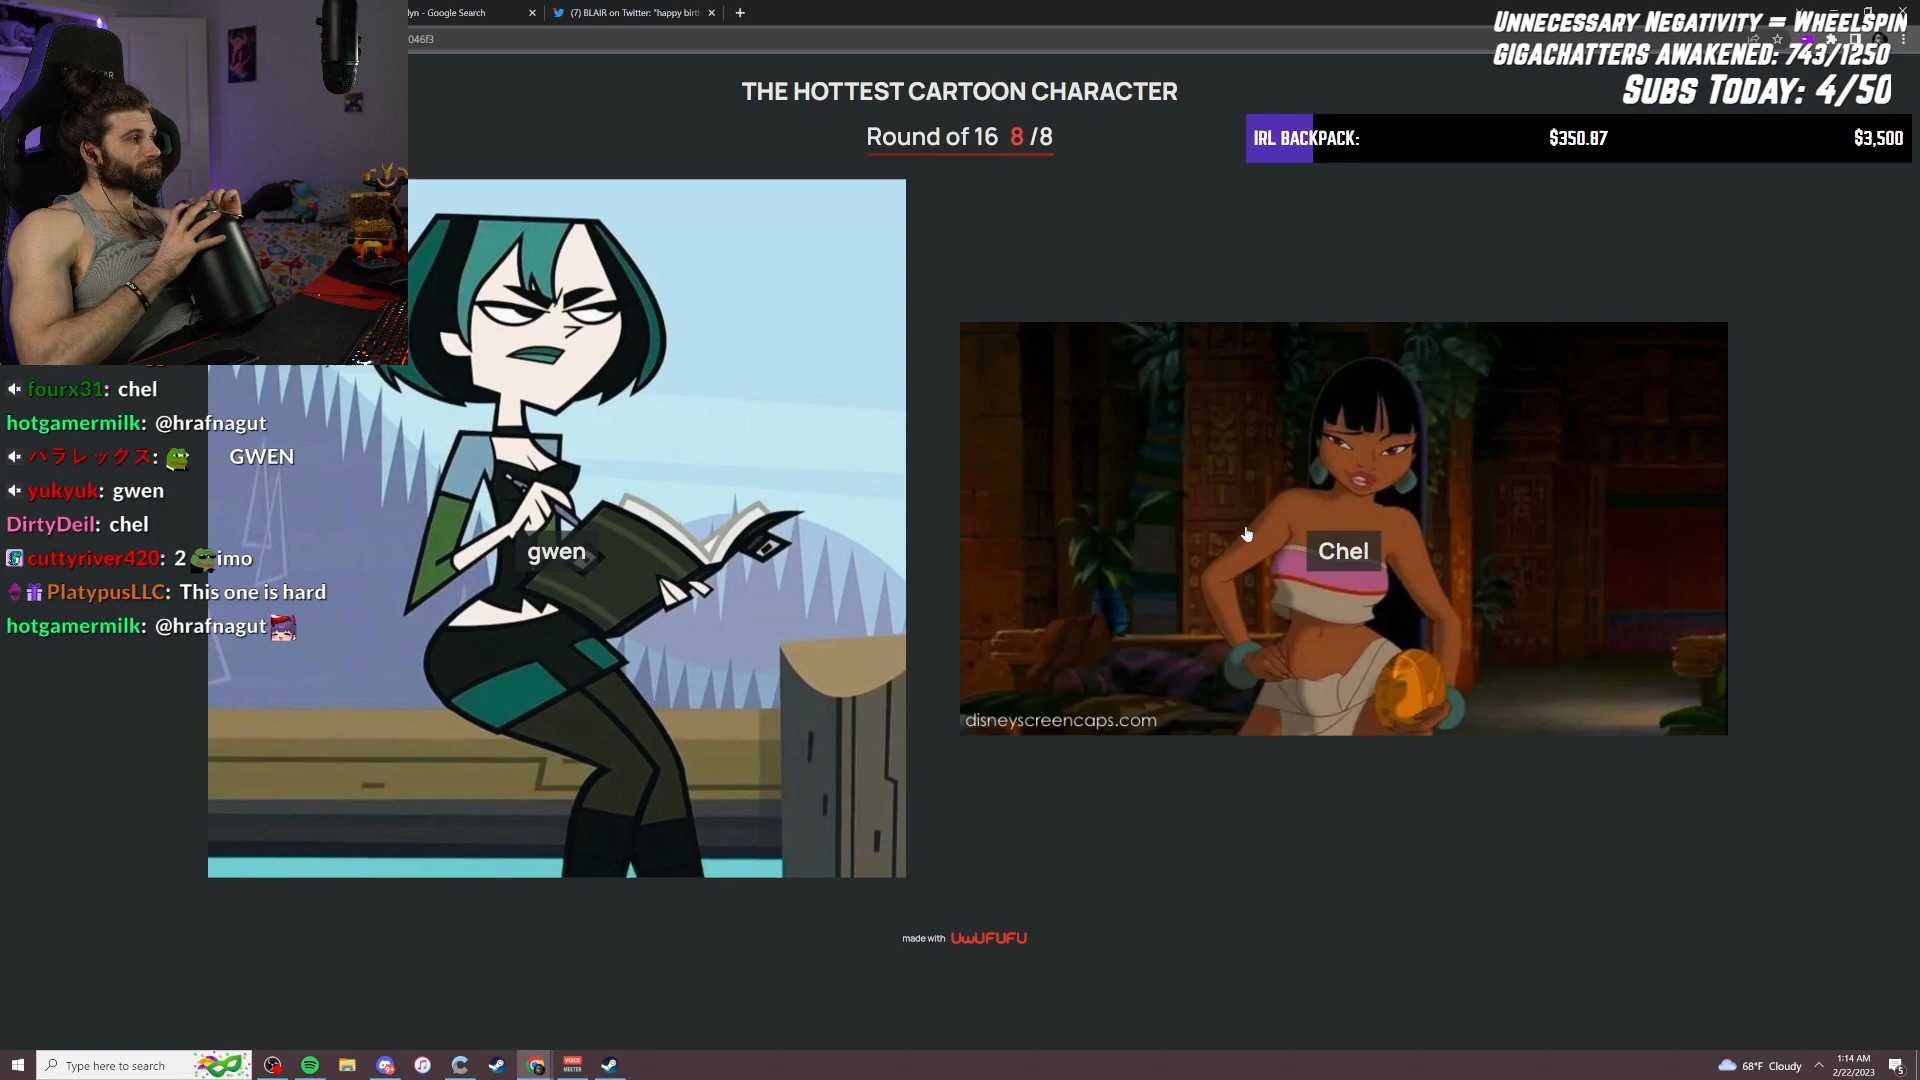 lyn - Google Search
(7) BLAIR on Twitter: "happy birt
046f3
UNNECESSARY NEGATIVITY = WHEELSPIN
GIGACHATTERS AWAKENED: 743/1250
SUBS TODAY: 4/50
IRL BACKPACK: $350.87 $3,500
THE HOTTEST CARTOON CHARACTER
Round of 16 8 /8
fourx31: chel
hotgamermilk: @hrafnagut
ハラレックス: GWEN
yukyuk: gwen
DirtyDeil: chel
cuttyriver420: 2 imo
PlatypusLLC: This one is hard
hotgamermilk: @hrafnagut
gwen
Chel
disneyscreencaps.com
made with UwUFUFU
Type here to search
VOICE
MEETER
68°F Cloudy
1:14 AM
2/22/2023
5